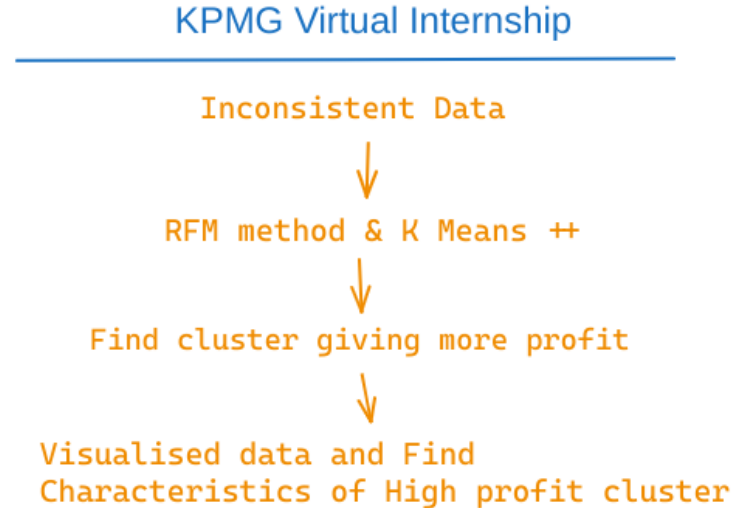 KPMG Virtual Internship
Inconsistent Data
RFM method & K Means ++
Find cluster giving more profit
Visualised data and Find
Characteristics of High profit cluster